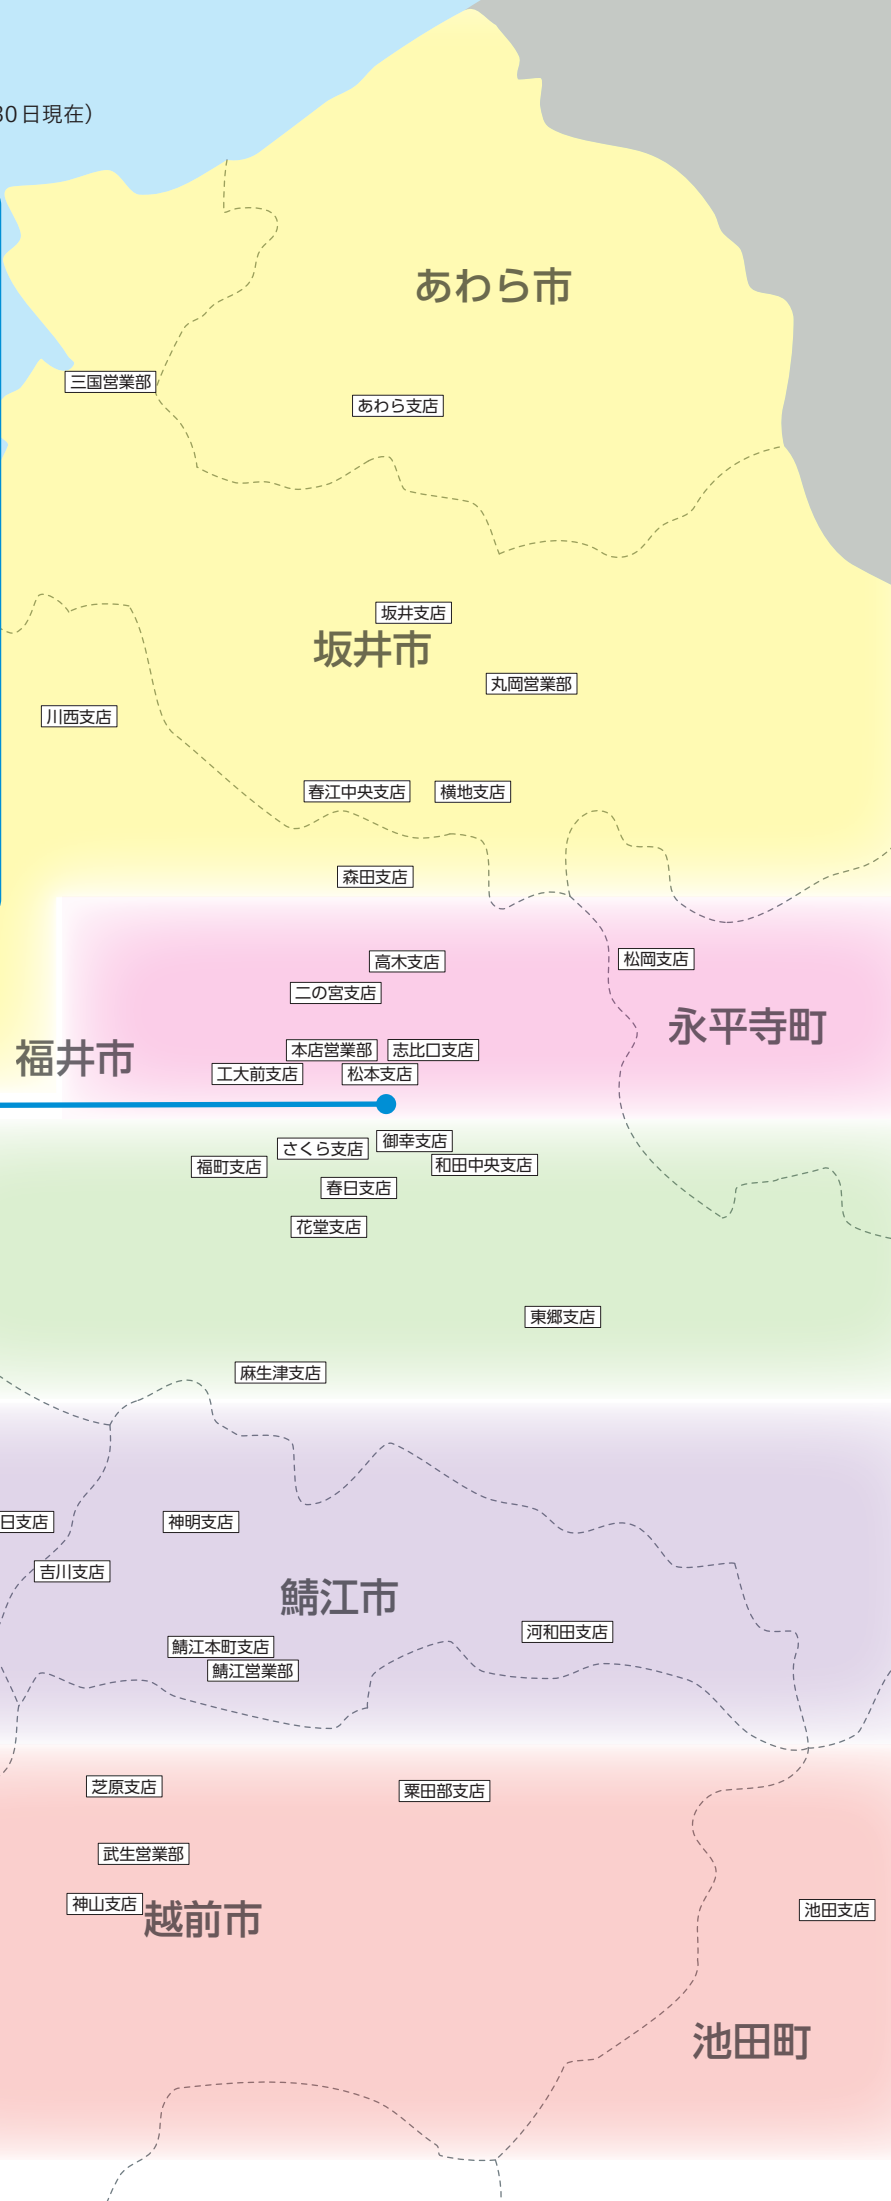 30日現在）
あわら市
三国営業部
あわら支店
坂井支店
坂井市
丸岡営業部
川西支店
春江中央支店
横地支店
森田支店
高木支店
松岡支店
二の宮支店
永平寺町
福井市
本店営業部
志比口支店
工大前支店
松本支店
御幸支店
さくら支店
福町支店
和田中央支店
春日支店
花堂支店
東郷支店
麻生津支店
日支店
神明支店
吉川支店
鯖江市
河和田支店
鯖江本町支店
鯖江営業部
芝原支店
粟田部支店
武生営業部
神山支店
越前市
池田支店
池田町